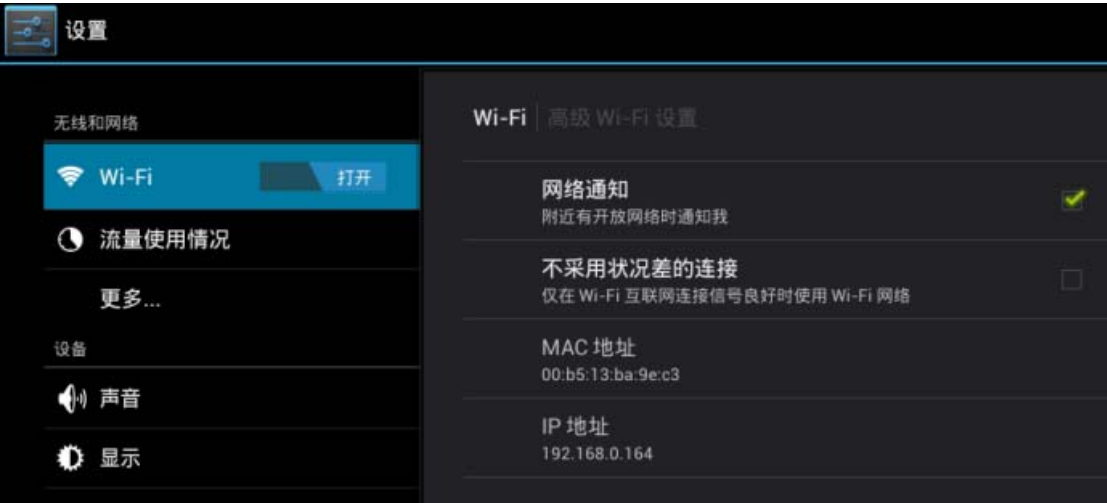 设置
无线和网络
Wi-Fi
打开
流量使用情况
更多...
设备
声音
显示
Wi-Fi
高级 Wi-Fi 设置
网络通知
附近有开放网络时通知我
不采用状况差的连接
仅在 Wi-Fi 互联网连接信号良好时使用 Wi-Fi 网络
MAC 地址
00:b5:13:ba:9e:c3
IP 地址
192.168.0.164